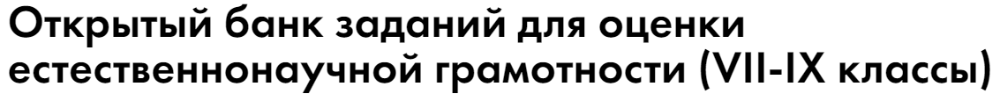 Открытый банк заданий для оценки
естественнонаучной грамотности (VII-IX классы)